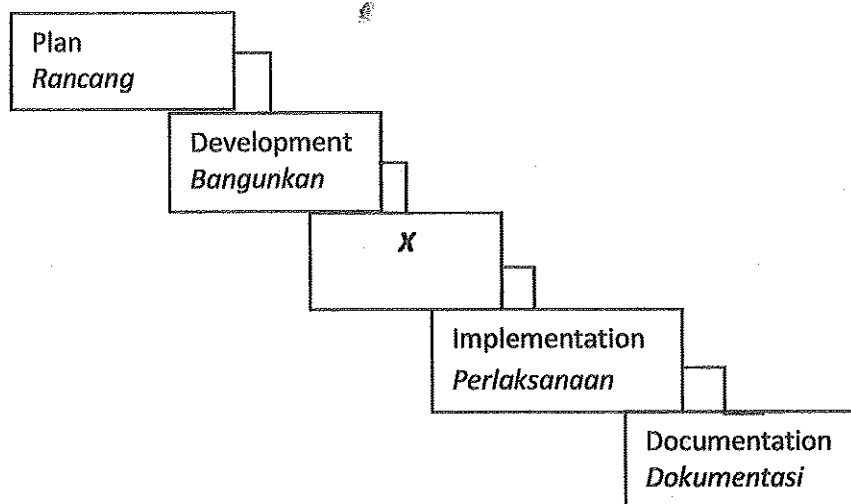 Plan
Rancang
Development
Bangunkan
X
Implementation
Perlaksanaan
Documentation
Dokumentasi